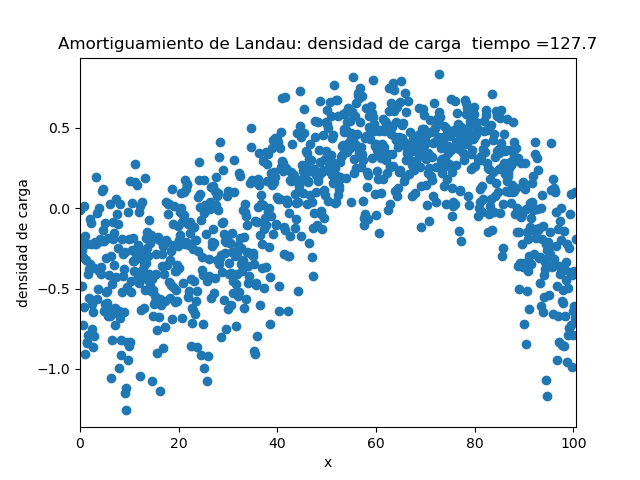 Amortiguamiento de Landau: densidad de carga  tiempo =127.7
densidad de carga
0.5
0.0
−0.5
−1.0
0 20 40 60 80 100
x